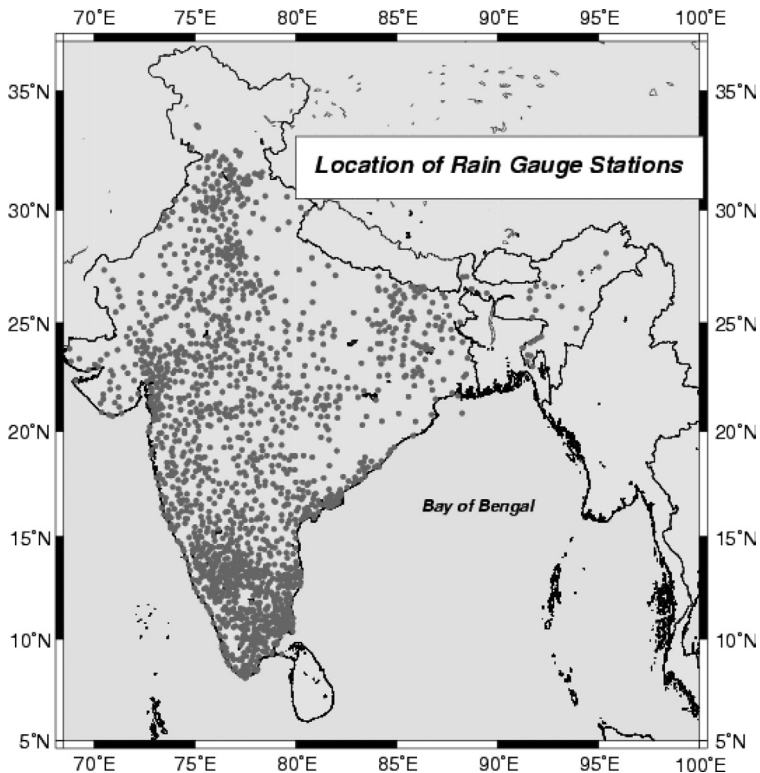 70˚E 75˚E 80˚E 85˚E 90˚E 95˚E 100˚E
35˚N 35˚N
Location of Rain Gauge Stations
30˚N 30˚N
25˚N 25˚N
20˚N 20˚N
Bay of Bengal
15˚N 15˚N
10˚N 10˚N
5˚N 5˚N
70˚E 75˚E 80˚E 85˚E 90˚E 95˚E 100˚E